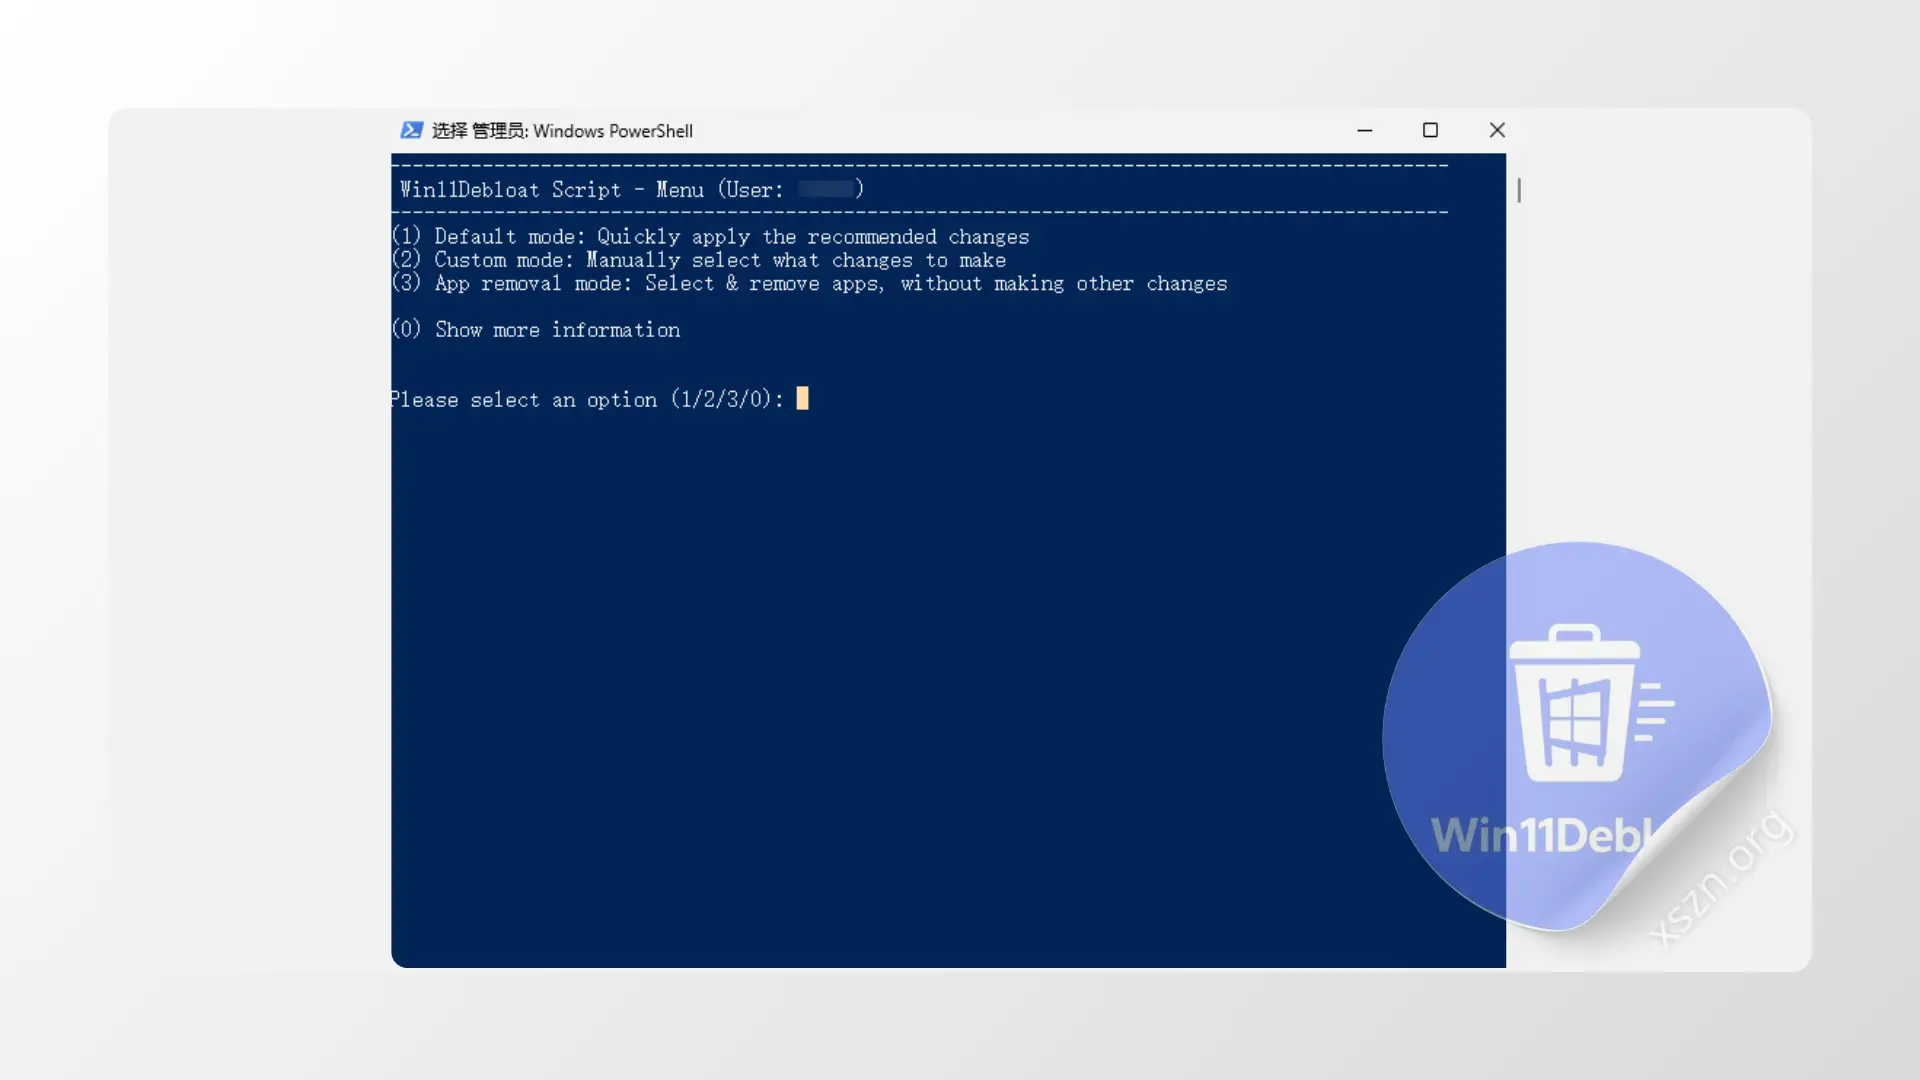 选择 管理员: Windows PowerShell
--------------------------------------------------------------------------------------------
Win11Debloat Script - Menu (User: )
--------------------------------------------------------------------------------------------
(1) Default mode: Quickly apply the recommended changes
(2) Custom mode: Manually select what changes to make
(3) App removal mode: Select & remove apps, without making other changes
(0) Show more information
Please select an option (1/2/3/0):
Win11Debl
xszn.org